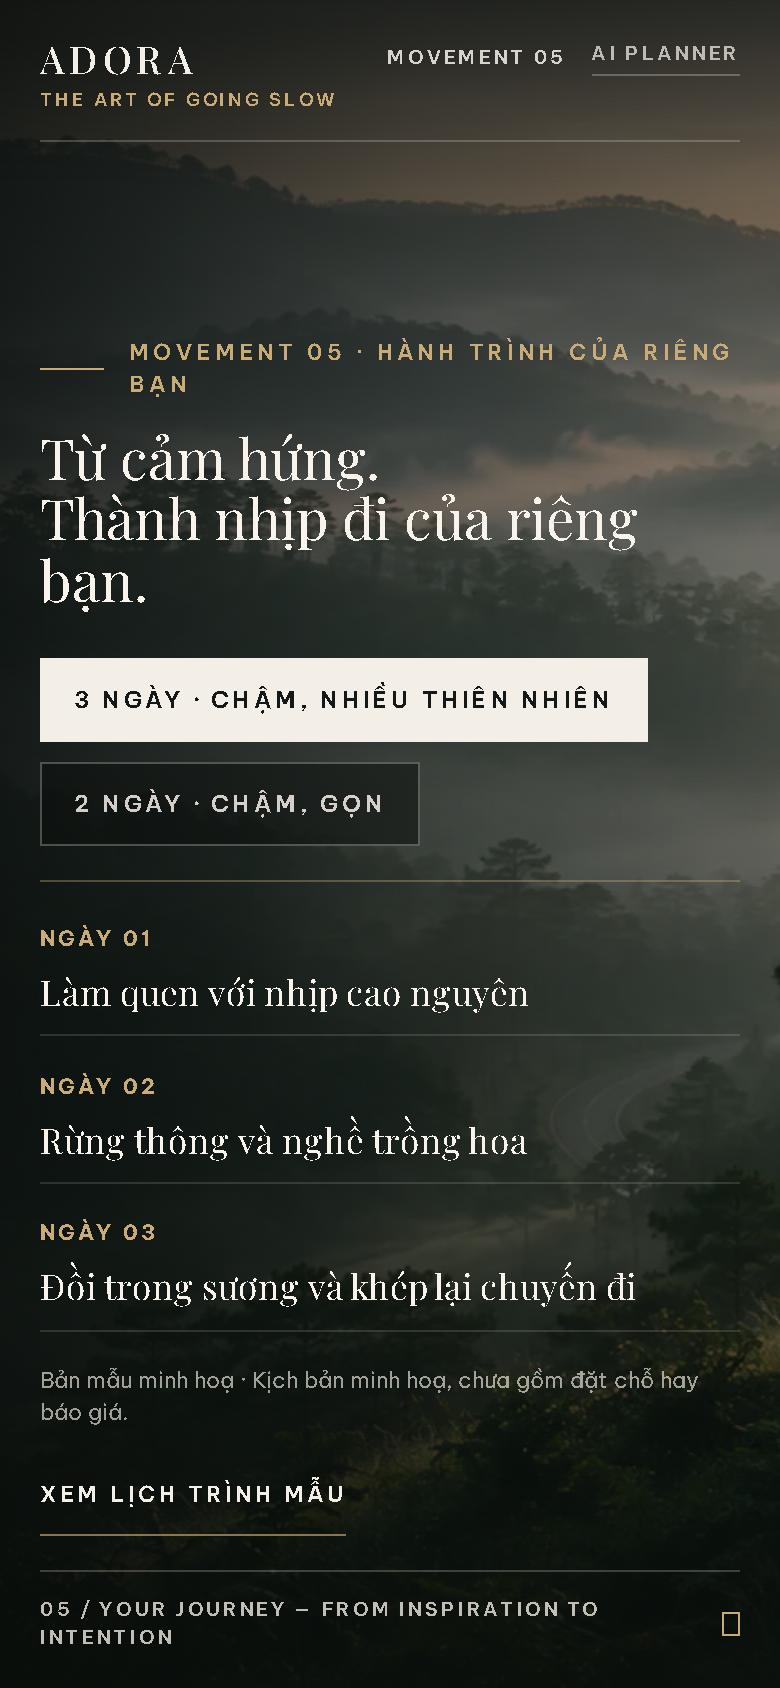 ADORA
MOVEMENT 05
AI PLANNER
THE ART OF GOING SLOW
MOVEMENT 05 · HÀNH TRÌNH CỦA RIÊNG
BẠN
Từ cảm hứng.
Thành nhịp đi của riêng
bạn.
3 NGÀY · CHẬM, NHIỀU THIÊN NHIÊN
2 NGÀY · CHẬM, GỌN
NGÀY 01
Làm quen với nhịp cao nguyên
NGÀY 02
Rừng thông và nghề trồng hoa
NGÀY 03
Đồi trong sương và khép lại chuyến đi
Bản mẫu minh hoạ · Kịch bản minh hoạ, chưa gồm đặt chỗ hay
báo giá.
XEM LỊCH TRÌNH MẪU
05 / YOUR JOURNEY — FROM INSPIRATION TO
INTENTION